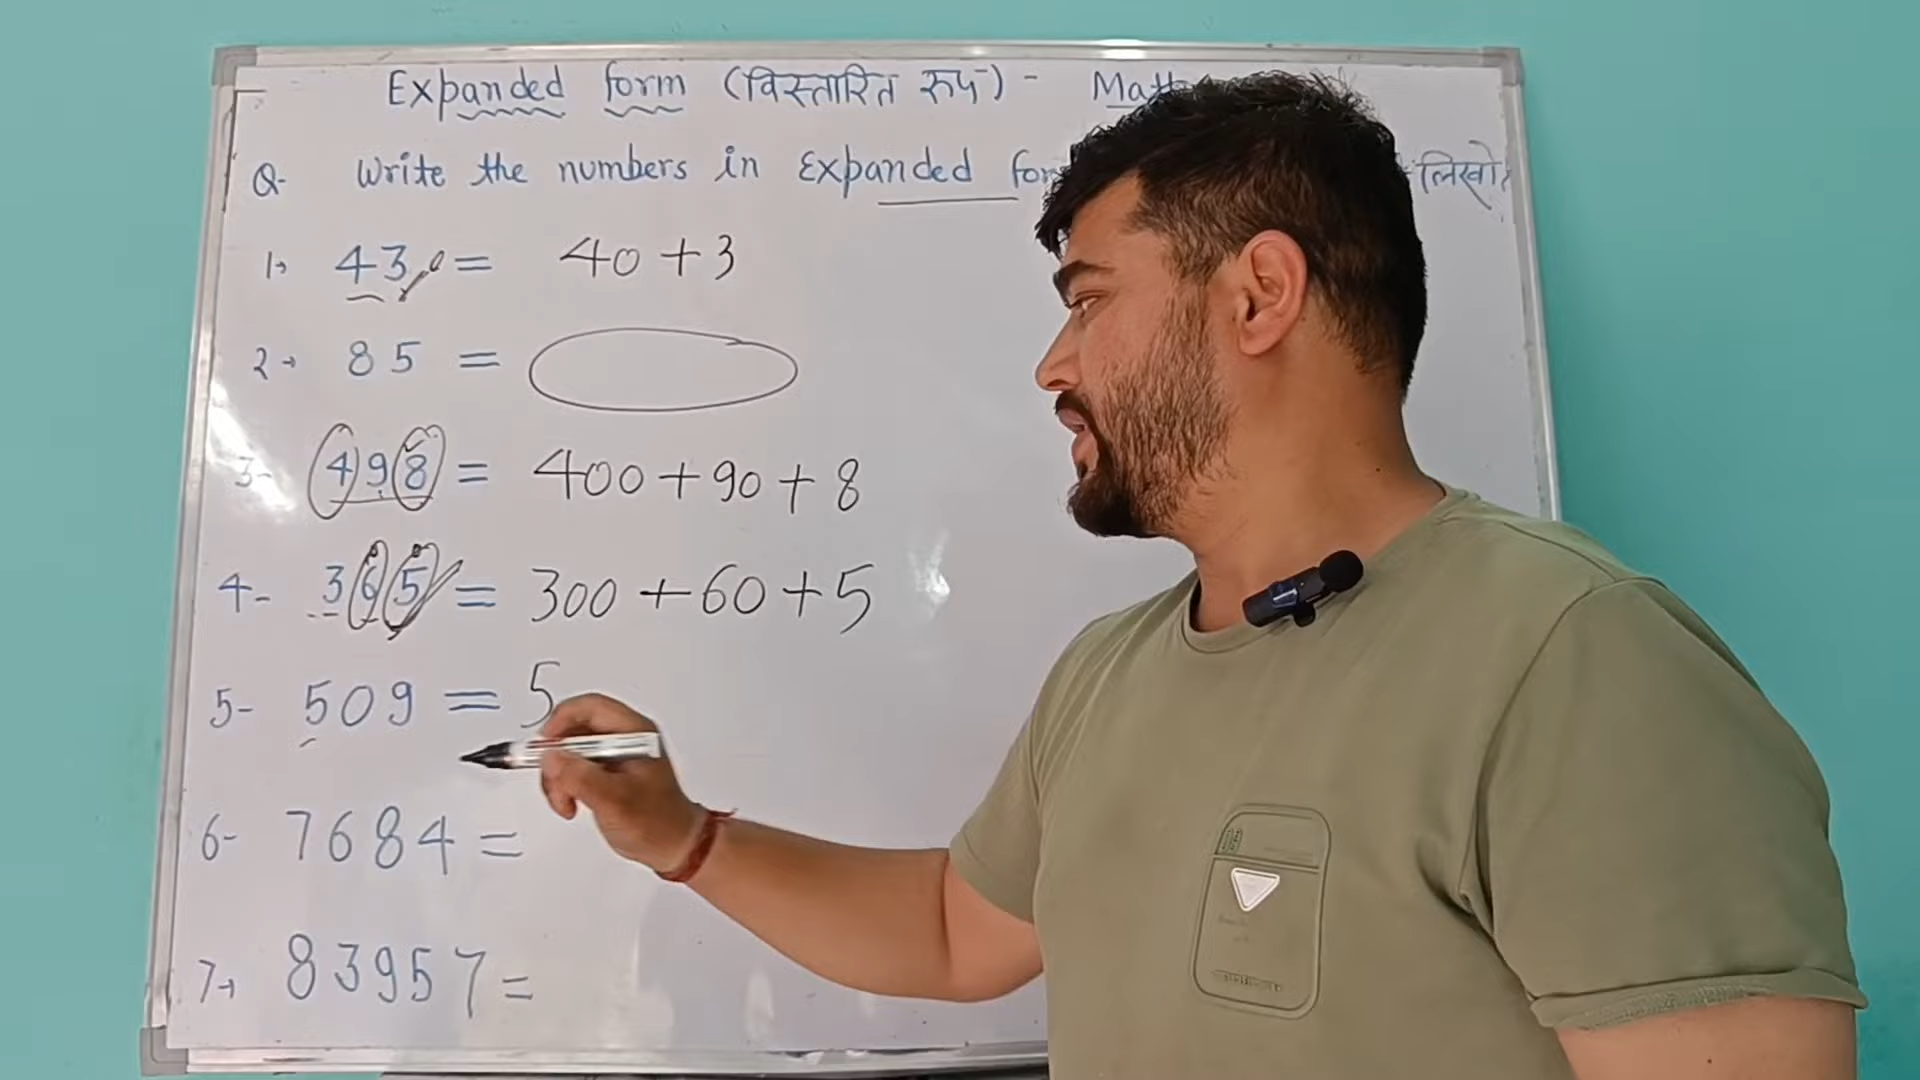 Expanded form (विस्तारित रूप) - Mat
Q- Write the numbers in Expanded for लिखो।
1→ 43 = 40 + 3
2→ 85 =
3- 498 = 400 + 90 + 8
4- 365 = 300 + 60 + 5
5- 509 = 5
6- 7684 =
7→ 83957 =